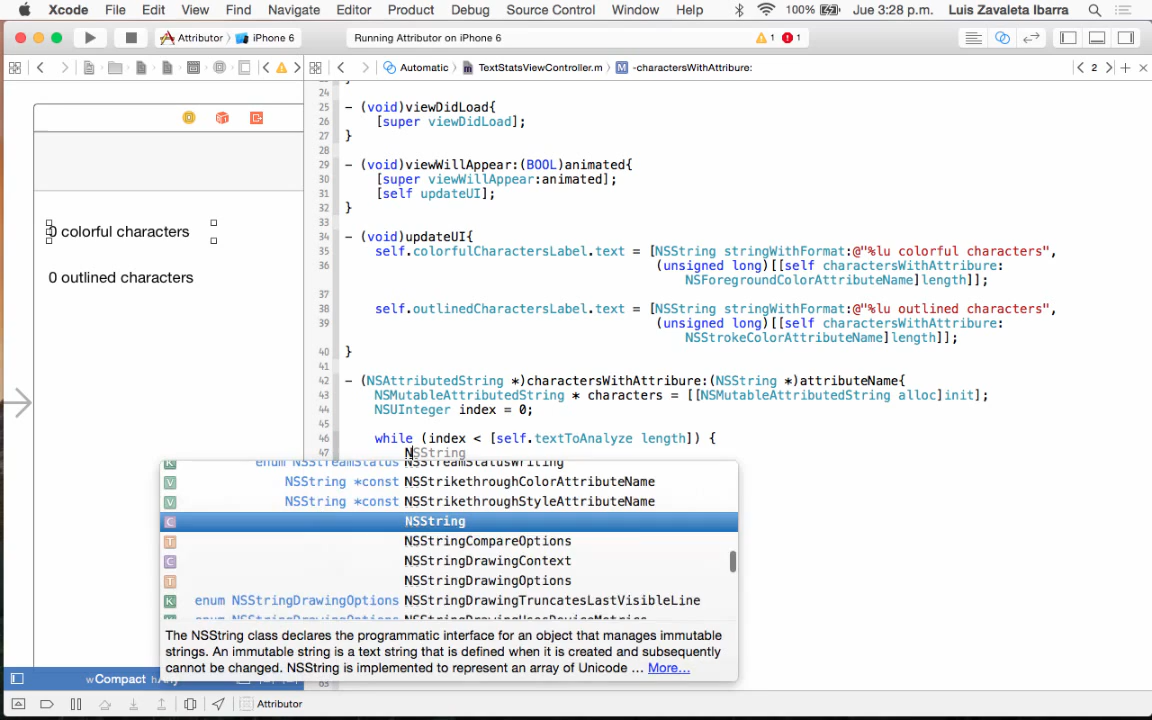 Xcode File Edit View Find Navigate Editor Product Debug Source Control Window Help 100% Jue 3:28 p.m. Luis Zavaleta Ibarra
Attributor iPhone 6 Running Attributor on iPhone 6 1 1
Automatic TextStatsViewController.m M -charactersWithAttribure: 2
24
25 - (void)viewDidLoad{
26 [super viewDidLoad];
27 }
28
29 - (void)viewWillAppear:(BOOL)animated{
30 [super viewWillAppear:animated];
31 [self updateUI];
32 }
33
34 - (void)updateUI{
35 self.colorfulCharactersLabel.text = [NSString stringWithFormat:@"%lu colorful characters",
36 (unsigned long)[[self charactersWithAttribure:
NSForegroundColorAttributeName]length]];
37
38 self.outlinedCharactersLabel.text = [NSString stringWithFormat:@"%lu outlined characters",
39 (unsigned long)[[self charactersWithAttribure:
NSStrokeColorAttributeName]length]];
40 }
41
42 - (NSAttributedString *)charactersWithAttribure:(NSString *)attributeName{
43 NSMutableAttributedString * characters = [[NSMutableAttributedString alloc]init];
44 NSUInteger index = 0;
45
46 while (index < [self.textToAnalyze length]) {
47 NSString
0 colorful characters
0 outlined characters
K enum NSStreamStatus NSStreamStatusWriting
V NSString *const NSStrikethroughColorAttributeName
V NSString *const NSStrikethroughStyleAttributeName
C NSString
T NSStringCompareOptions
C NSStringDrawingContext
T NSStringDrawingOptions
K enum NSStringDrawingOptions NSStringDrawingTruncatesLastVisibleLine
K enum NSStringDrawingOptions NSStringDrawingUsesDeviceMetrics
The NSString class declares the programmatic interface for an object that manages immutable
strings. An immutable string is a text string that is defined when it is created and subsequently
cannot be changed. NSString is implemented to represent an array of Unicode ... More...
wCompact hAny
63
Attributor